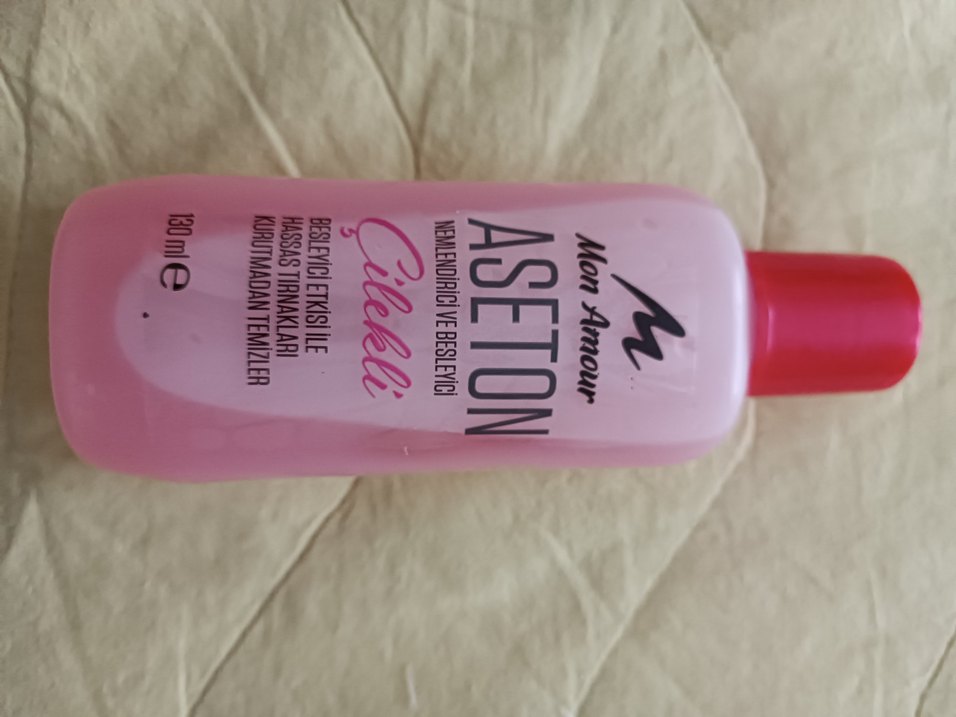 M
Mon Amour
ASETON
NEMLENDİRİCİ VE BESLEYİCİ
Çilekli
BESLEYİCİ ETKİSİ İLE
HASSAS TIRNAKLARI
KURUTMADAN TEMİZLER
130 ml e